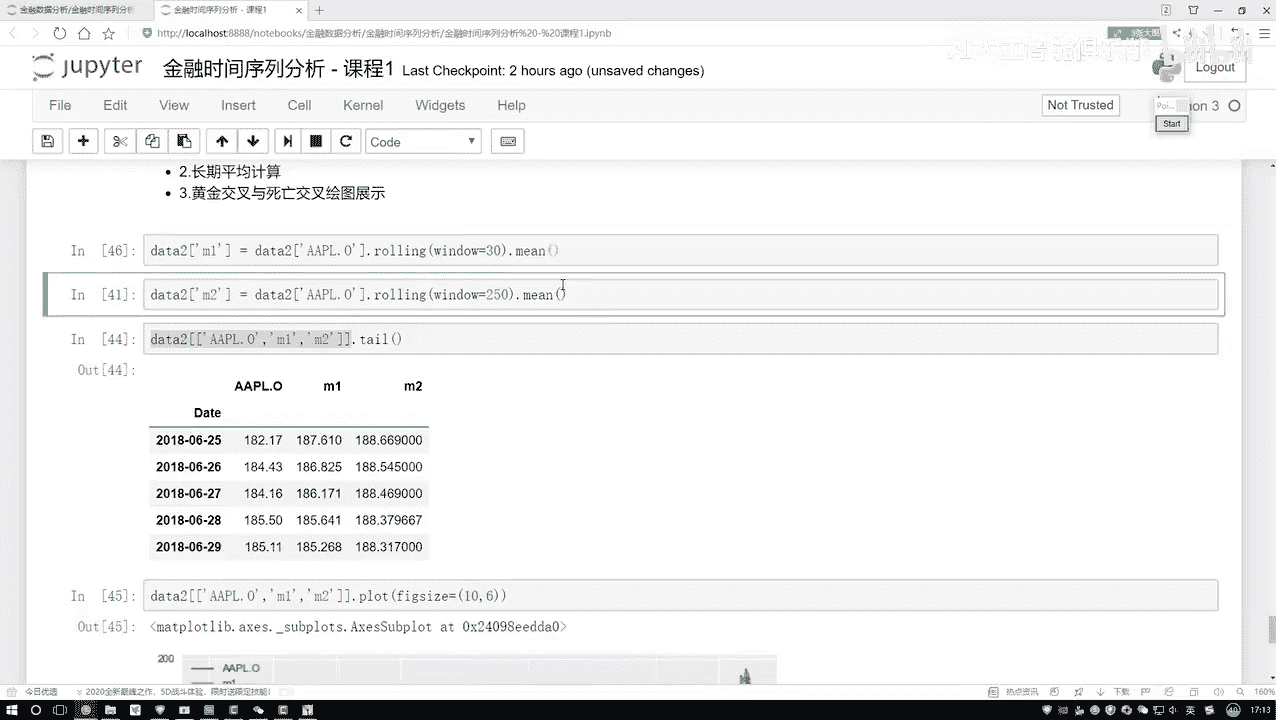 金融数据分析/金融时间序列分析
金融时间序列分析 - 课程1
http://localhost:8888/notebooks/金融数据分析/金融时间序列分析/金融时间序列分析%20-%20课程1.ipynb
3张大图
jupyter 金融时间序列分析 - 课程1 Last Checkpoint: 2 hours ago (unsaved changes)
Logout
File Edit View Insert Cell Kernel Widgets Help
Not Trusted
Poi...
on 3
Start
Code
2.长期平均计算
3.黄金交叉与死亡交叉绘图展示
In [46]: data2['m1'] = data2['AAPL.O'].rolling(window=30).mean()
In [41]: data2['m2'] = data2['AAPL.O'].rolling(window=250).mean()
In [44]: data2[['AAPL.O','m1','m2']].tail()
Out[44]:
AAPL.O m1 m2
Date
2018-06-25 182.17 187.610 188.669000
2018-06-26 184.43 186.825 188.545000
2018-06-27 184.16 186.171 188.469000
2018-06-28 185.50 185.641 188.379667
2018-06-29 185.11 185.268 188.317000
In [45]: data2[['AAPL.O','m1','m2']].plot(figsize=(10,6))
Out[45]: <matplotlib.axes._subplots.AxesSubplot at 0x24098eedda0>
200
AAPL.O
m1
今日优选
2020全新巅峰之作，5D战斗体验，限时送限定技能!
热点资讯
下载
160%
英
17:13